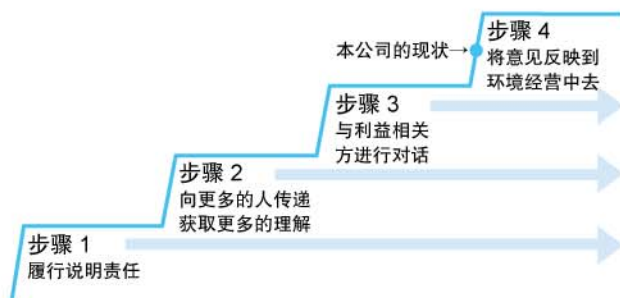 步骤 4
将意见反映到
环境经营中去
本公司的现状→
步骤 3
与利益相关
方进行对话
步骤 2
向更多的人传递
获取更多的理解
步骤 1
履行说明责任